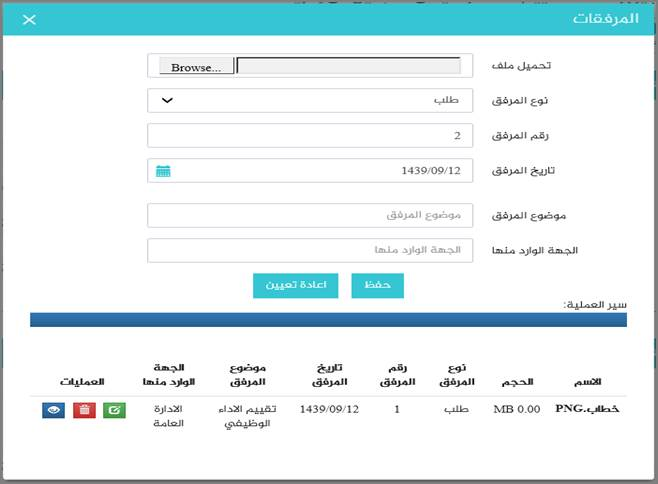 المرفقات
تحميل ملف
Browse...
نوع المرفق
طلب
رقم المرفق
2
تاريخ المرفق
1439/09/12
موضوع المرفق
موضوع المرفق
الجهة الوارد منها
الجهة الوارد منها
حفظ
اعادة تعيين
سير العملية:
الاسم الحجم نوع المرفق رقم المرفق تاريخ المرفق موضوع المرفق الجهة الوارد منها العمليات
خطاب.PNG 0.00 MB طلب 1 1439/09/12 تقييم الاداء الوظيفي الادارة العامة